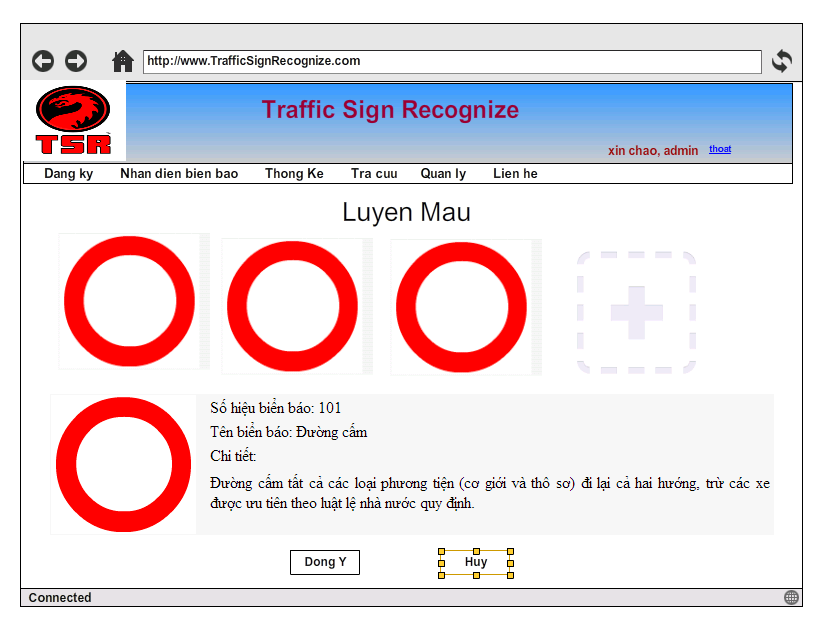 http://www.TrafficSignRecognize.com
TSR
Traffic Sign Recognize
xin chao, admin thoat
Dang ky Nhan dien bien bao Thong Ke Tra cuu Quan ly Lien he
Luyen Mau
Số hiệu biển báo: 101
Tên biển báo: Đường cấm
Chi tiết:
Đường cấm tất cả các loại phương tiện (cơ giới và thô sơ) đi lại cả hai hướng, trừ các xe
được ưu tiên theo luật lệ nhà nước quy định.
Dong Y Huy
Connected